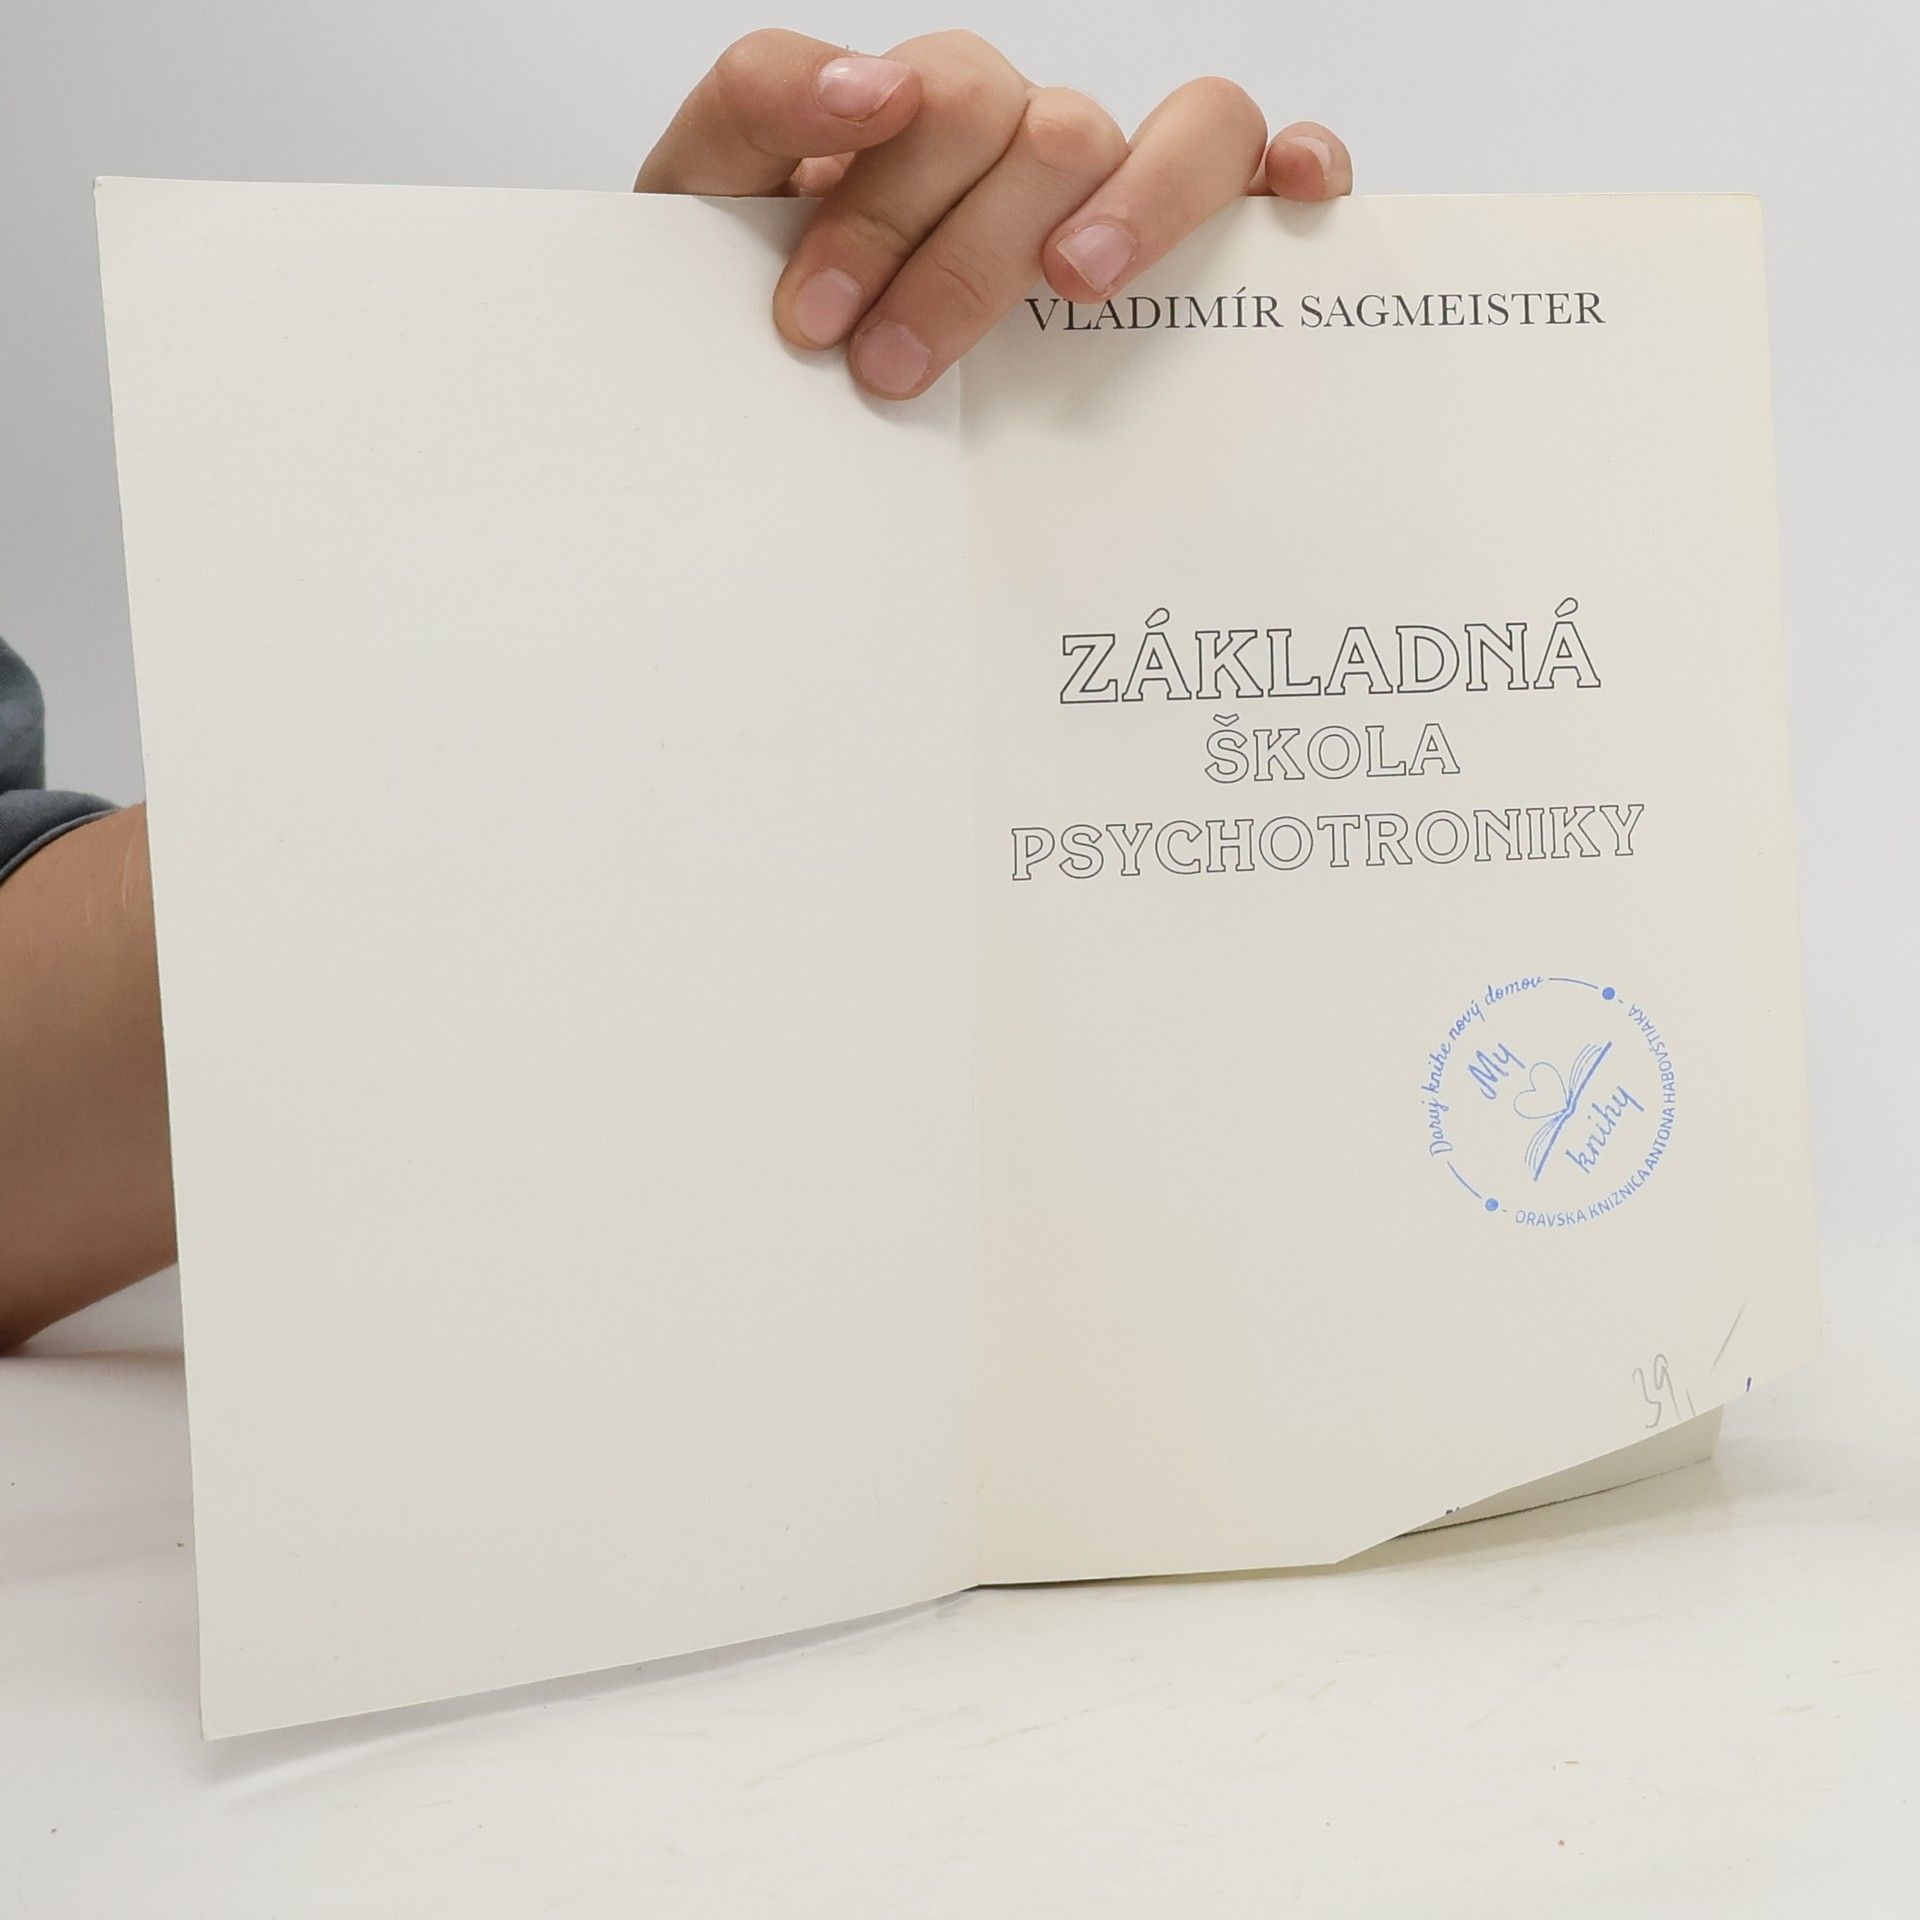 VLADIMÍR SAGMEISTER
ZÁKLADNÁ
ŠKOLA
PSYCHOTRONIKY
Daruj knihe nový domov
My
knihy
- ORAVSKÁ KNIŽNICA ANTONA HABOVŠTIAKA -
39,